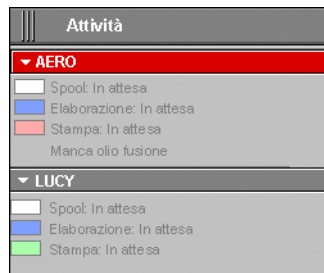 Attività
AERO
Spool: In attesa
Elaborazione: In attesa
Stampa: In attesa
Manca olio fusione
LUCY
Spool: In attesa
Elaborazione: In attesa
Stampa: In attesa